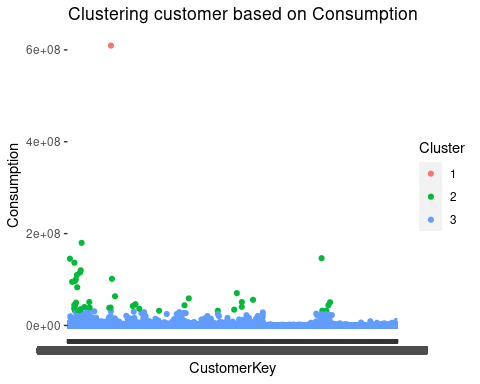 Clustering customer based on Consumption
6e+08
4e+08
2e+08
0e+00
Consumption
CustomerKey
Cluster
1
2
3